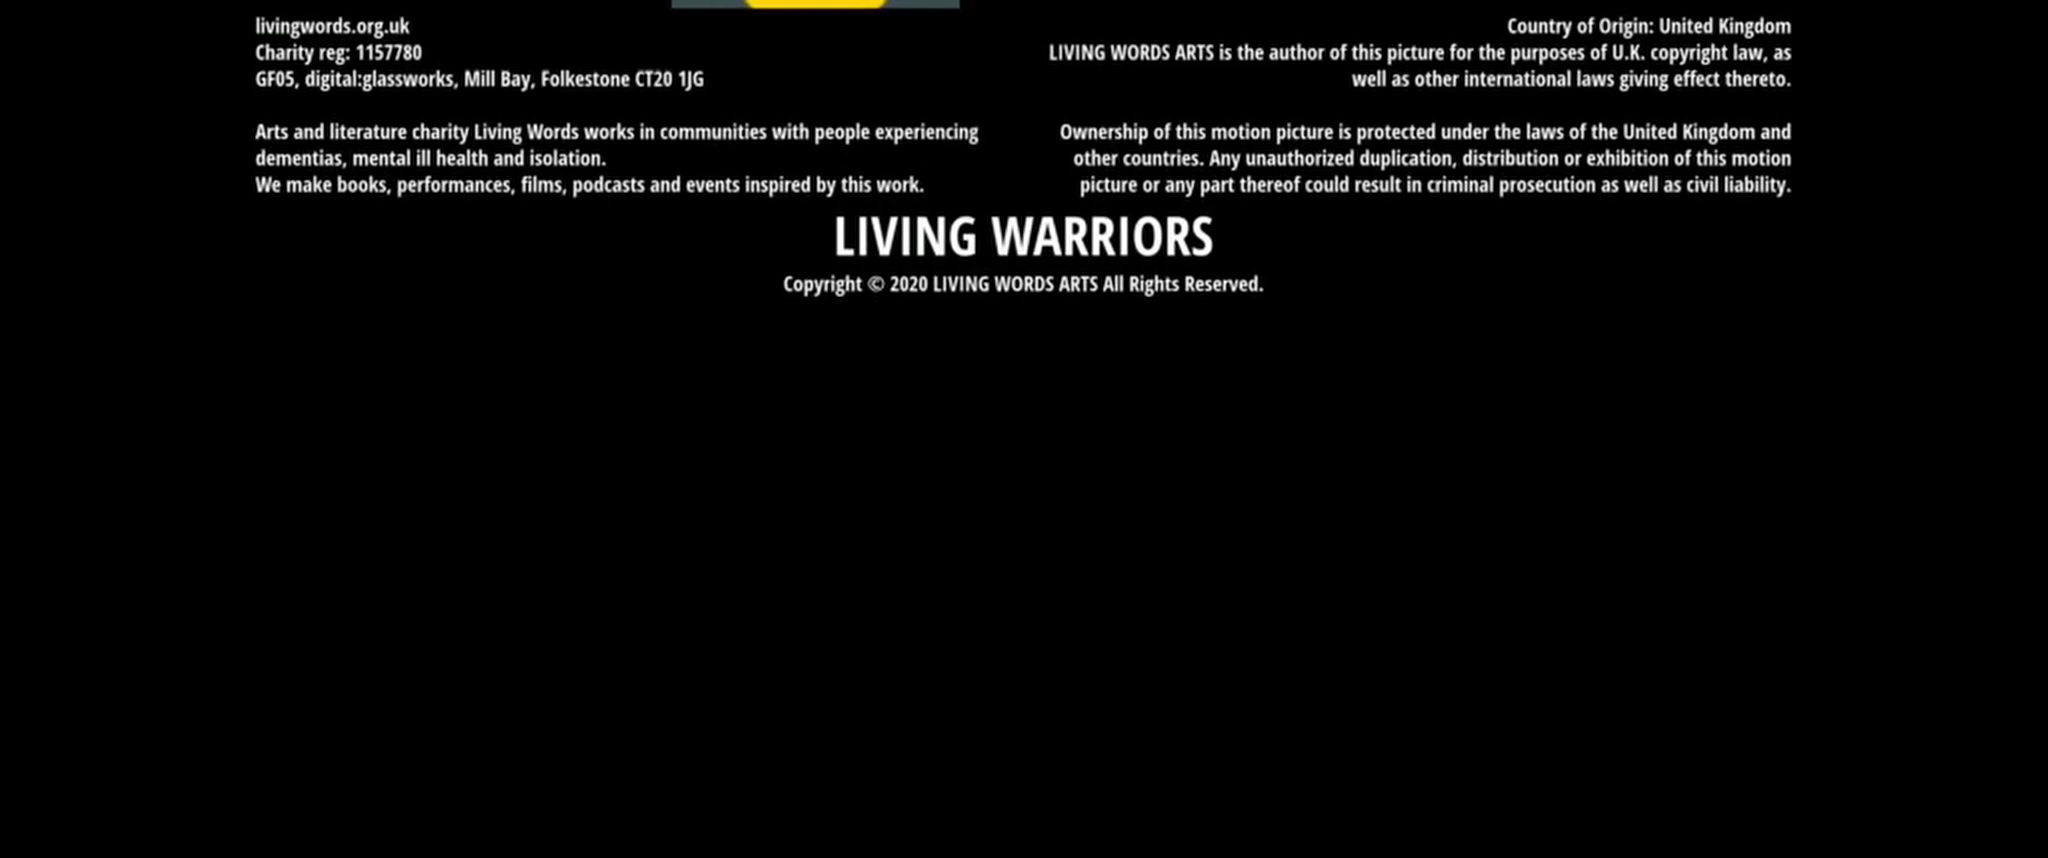 livingwords.org.uk
Charity reg: 1157780
GF05, digital:glassworks, Mill Bay, Folkestone CT20 1JG
Arts and literature charity Living Words works in communities with people experiencing
dementias, mental ill health and isolation.
We make books, performances, films, podcasts and events inspired by this work.
Country of Origin: United Kingdom
LIVING WORDS ARTS is the author of this picture for the purposes of U.K. copyright law, as
well as other international laws giving effect thereto.
Ownership of this motion picture is protected under the laws of the United Kingdom and
other countries. Any unauthorized duplication, distribution or exhibition of this motion
picture or any part thereof could result in criminal prosecution as well as civil liability.
LIVING WARRIORS
Copyright © 2020 LIVING WORDS ARTS All Rights Reserved.